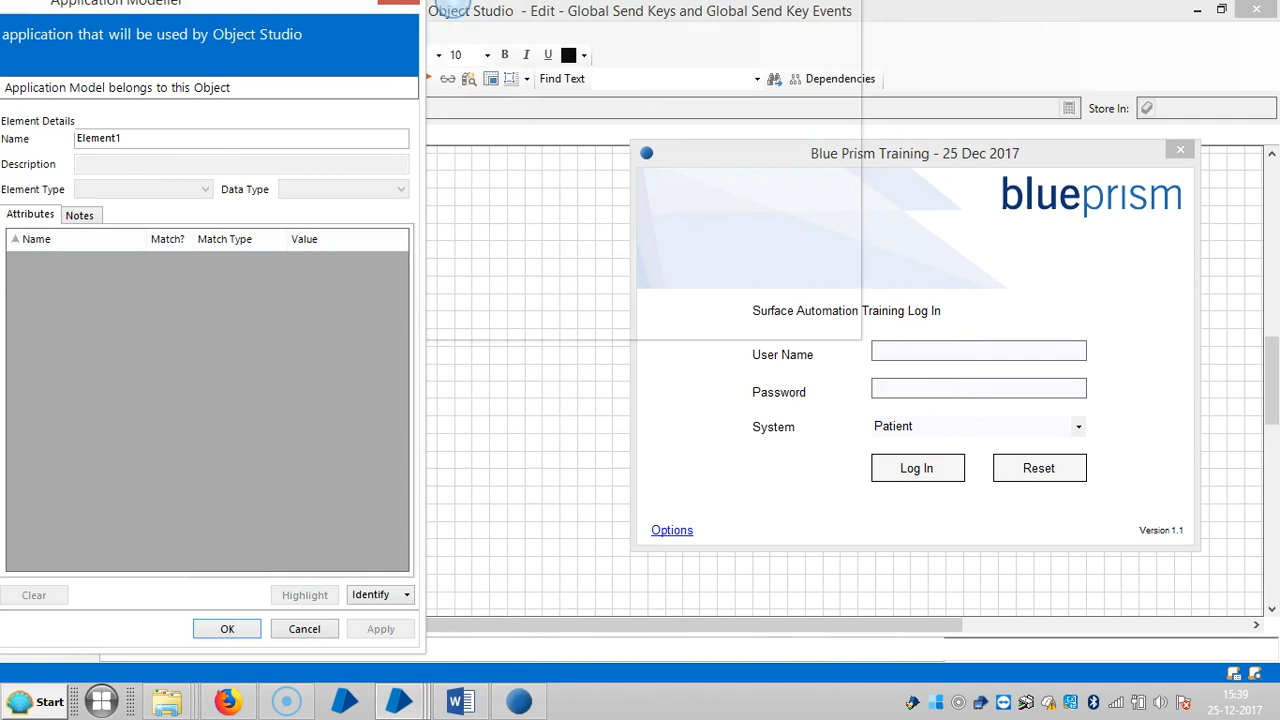 Application Modeller
Object Studio - Edit - Global Send Keys and Global Send Key Events
application that will be used by Object Studio
10 B I U
Application Model belongs to this Object
Find Text
Dependencies
Store In:
Element Details
Name Element1
Description
Element Type
Data Type
Attributes
Notes
Name Match? Match Type Value
Clear
Highlight
Identify
OK
Cancel
Apply
Blue Prism Training - 25 Dec 2017
blueprism
Surface Automation Training Log In
User Name
Password
System Patient
Log In
Reset
Options
Version 1.1
Start
15:39
25-12-2017